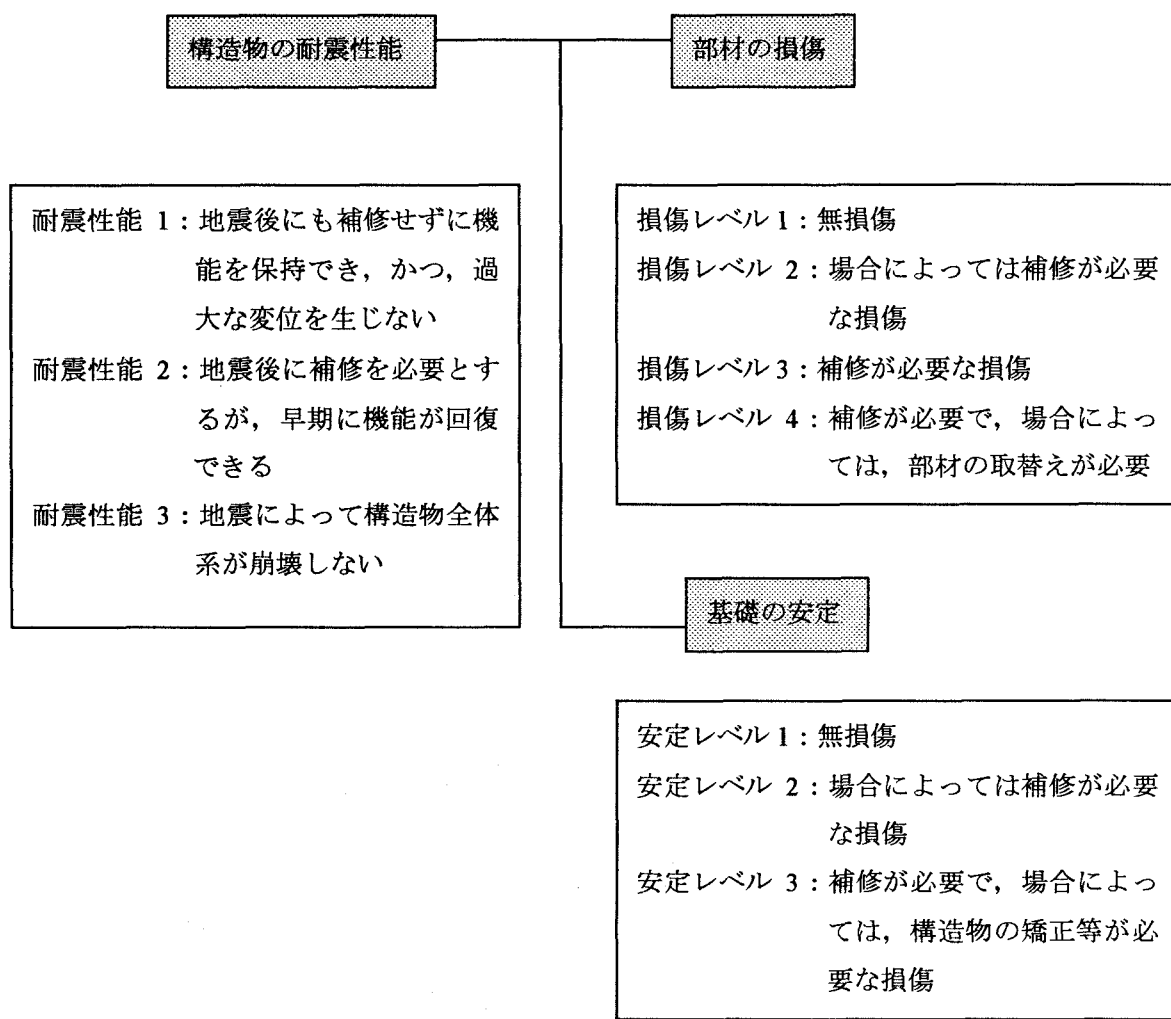 構造物の耐震性能
部材の損傷
耐震性能 1：地震後にも補修せずに機
能を保持でき，かつ，過
大な変位を生じない
耐震性能 2：地震後に補修を必要とす
るが，早期に機能が回復
できる
耐震性能 3：地震によって構造物全体
系が崩壊しない
損傷レベル 1：無損傷
損傷レベル 2：場合によっては補修が必要
な損傷
損傷レベル 3：補修が必要な損傷
損傷レベル 4：補修が必要で，場合によっ
ては，部材の取替えが必要
基礎の安定
安定レベル 1：無損傷
安定レベル 2：場合によっては補修が必要
な損傷
安定レベル 3：補修が必要で，場合によっ
ては，構造物の矯正等が必
要な損傷